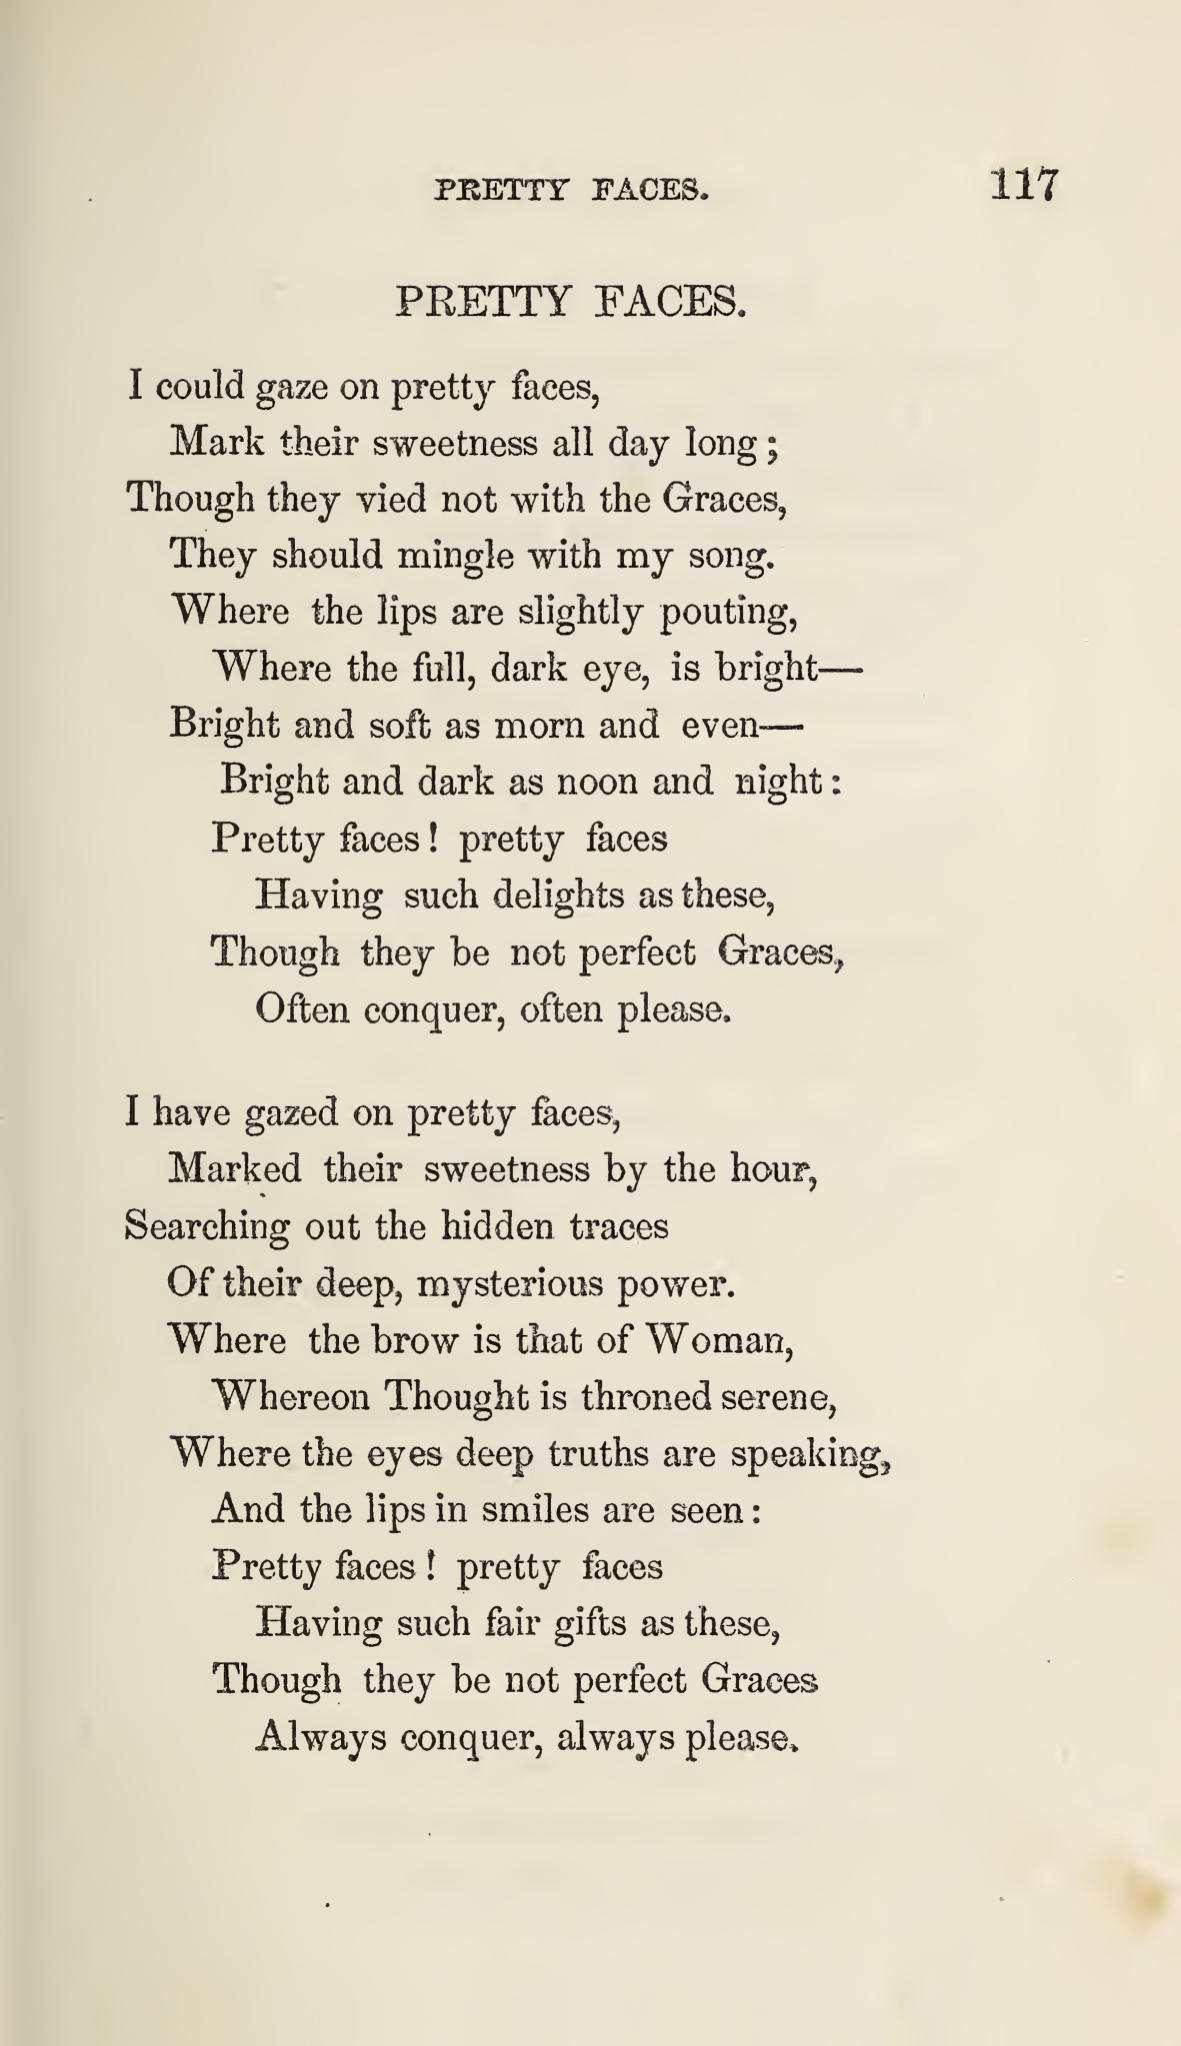 PRETTY FACES. 117
PRETTY FACES.
I could gaze on pretty faces,
Mark their sweetness all day long;
Though they vied not with the Graces,
They should mingle with my song.
Where the lips are slightly pouting,
Where the full, dark eye, is bright—
Bright and soft as morn and even—
Bright and dark as noon and night:
Pretty faces! pretty faces
Having such delights as these,
Though they be not perfect Graces,
Often conquer, often please.
I have gazed on pretty faces,
Marked their sweetness by the hour,
Searching out the hidden traces
Of their deep, mysterious power.
Where the brow is that of Woman,
Whereon Thought is throned serene,
Where the eyes deep truths are speaking,
And the lips in smiles are seen:
Pretty faces! pretty faces
Having such fair gifts as these,
Though they be not perfect Graces
Always conquer, always please.